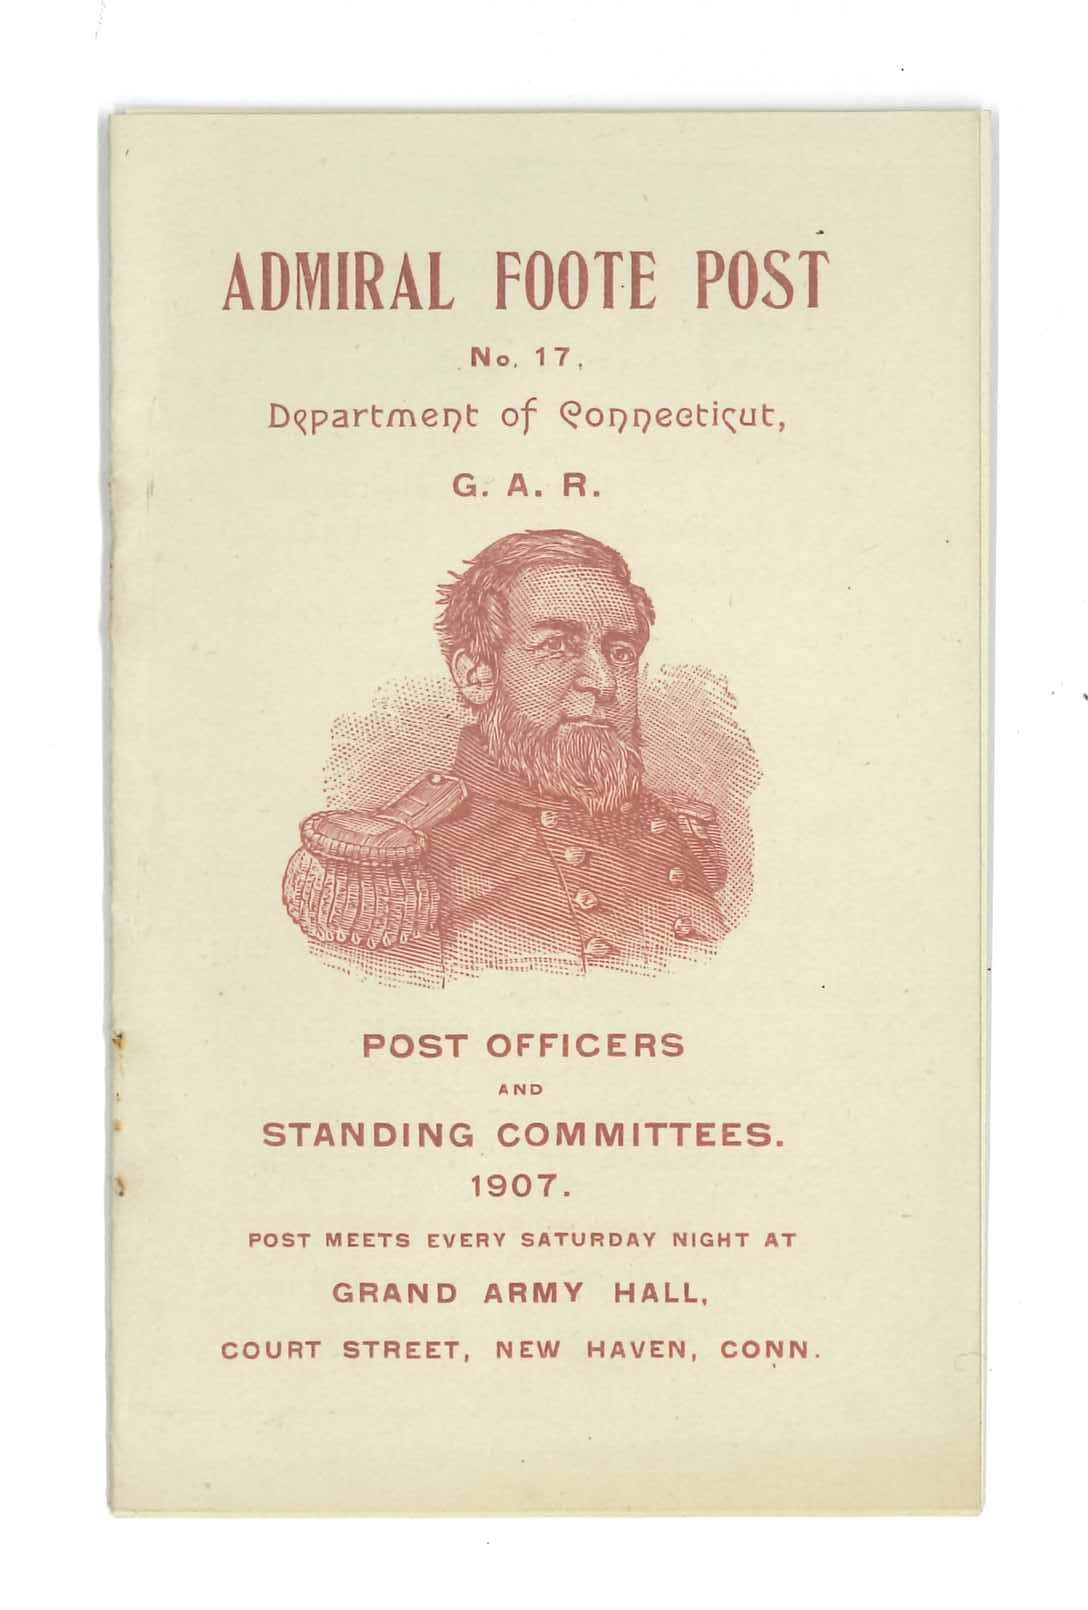 ADMIRAL FOOTE POST
No. 17,
Department of Connecticut,
G. A. R.
POST OFFICERS
AND
STANDING COMMITTEES.
1907.
POST MEETS EVERY SATURDAY NIGHT AT
GRAND ARMY HALL,
COURT STREET, NEW HAVEN, CONN.